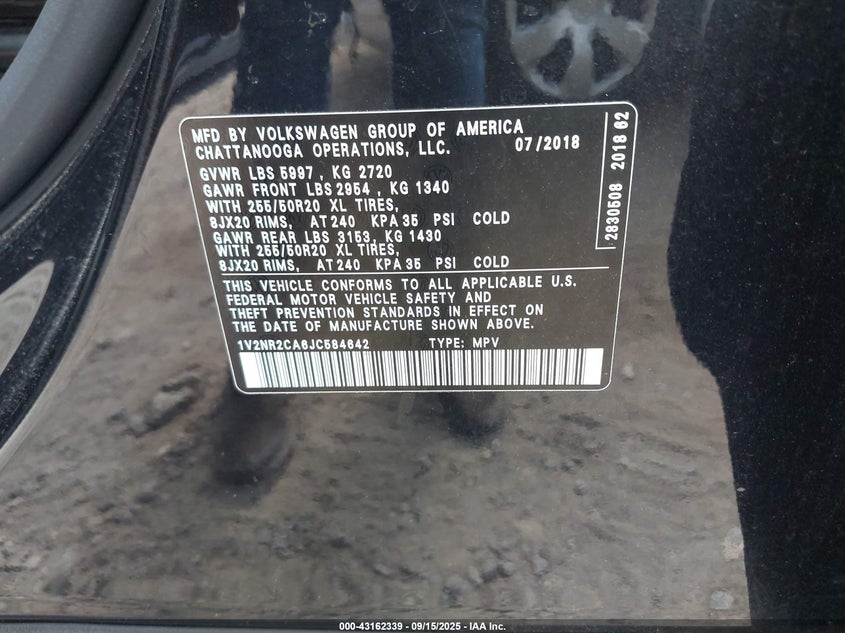 MFD BY VOLKSWAGEN GROUP OF AMERICA
CHATTANOOGA OPERATIONS, LLC. 07/2018
GVWR LBS 5997 , KG 2720
GAWR FRONT LBS 2954 , KG 1340
WITH 255/50R20 XL TIRES,
8JX20 RIMS, AT 240 KPA 35 PSI COLD
GAWR REAR LBS 3153, KG 1430
WITH 255/50R20 XL TIRES,
8JX20 RIMS, AT 240 KPA 35 PSI COLD
THIS VEHICLE CONFORMS TO ALL APPLICABLE U.S.
FEDERAL MOTOR VEHICLE SAFETY AND
THEFT PREVENTION STANDARDS IN EFFECT ON
THE DATE OF MANUFACTURE SHOWN ABOVE.
1V2NR2CA6JC584642 TYPE: MPV
2830508 2018 62
000-43162339 - 09/15/2025 - IAA Inc.